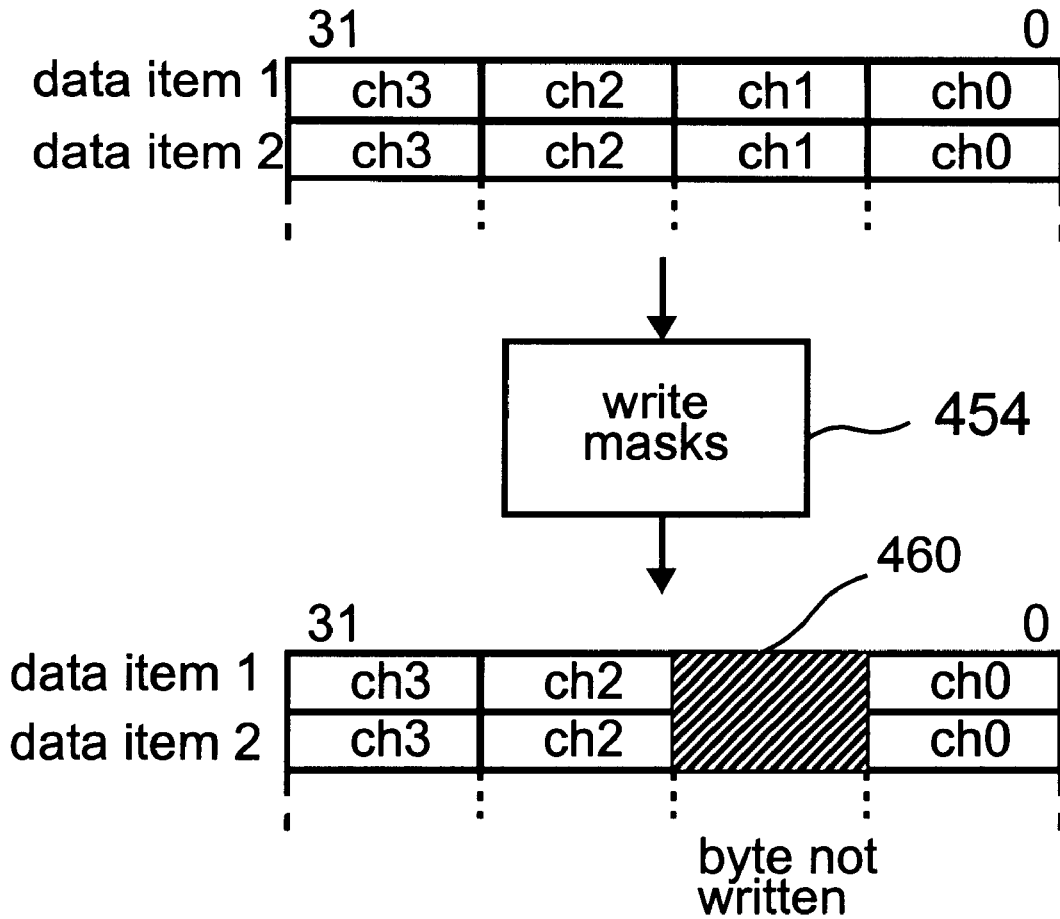 31 0
data item 1 ch3 ch2 ch1 ch0
data item 2 ch3 ch2 ch1 ch0
write
masks
454
460
31 0
data item 1 ch3 ch2 ch0
data item 2 ch3 ch2 ch0
byte not
written